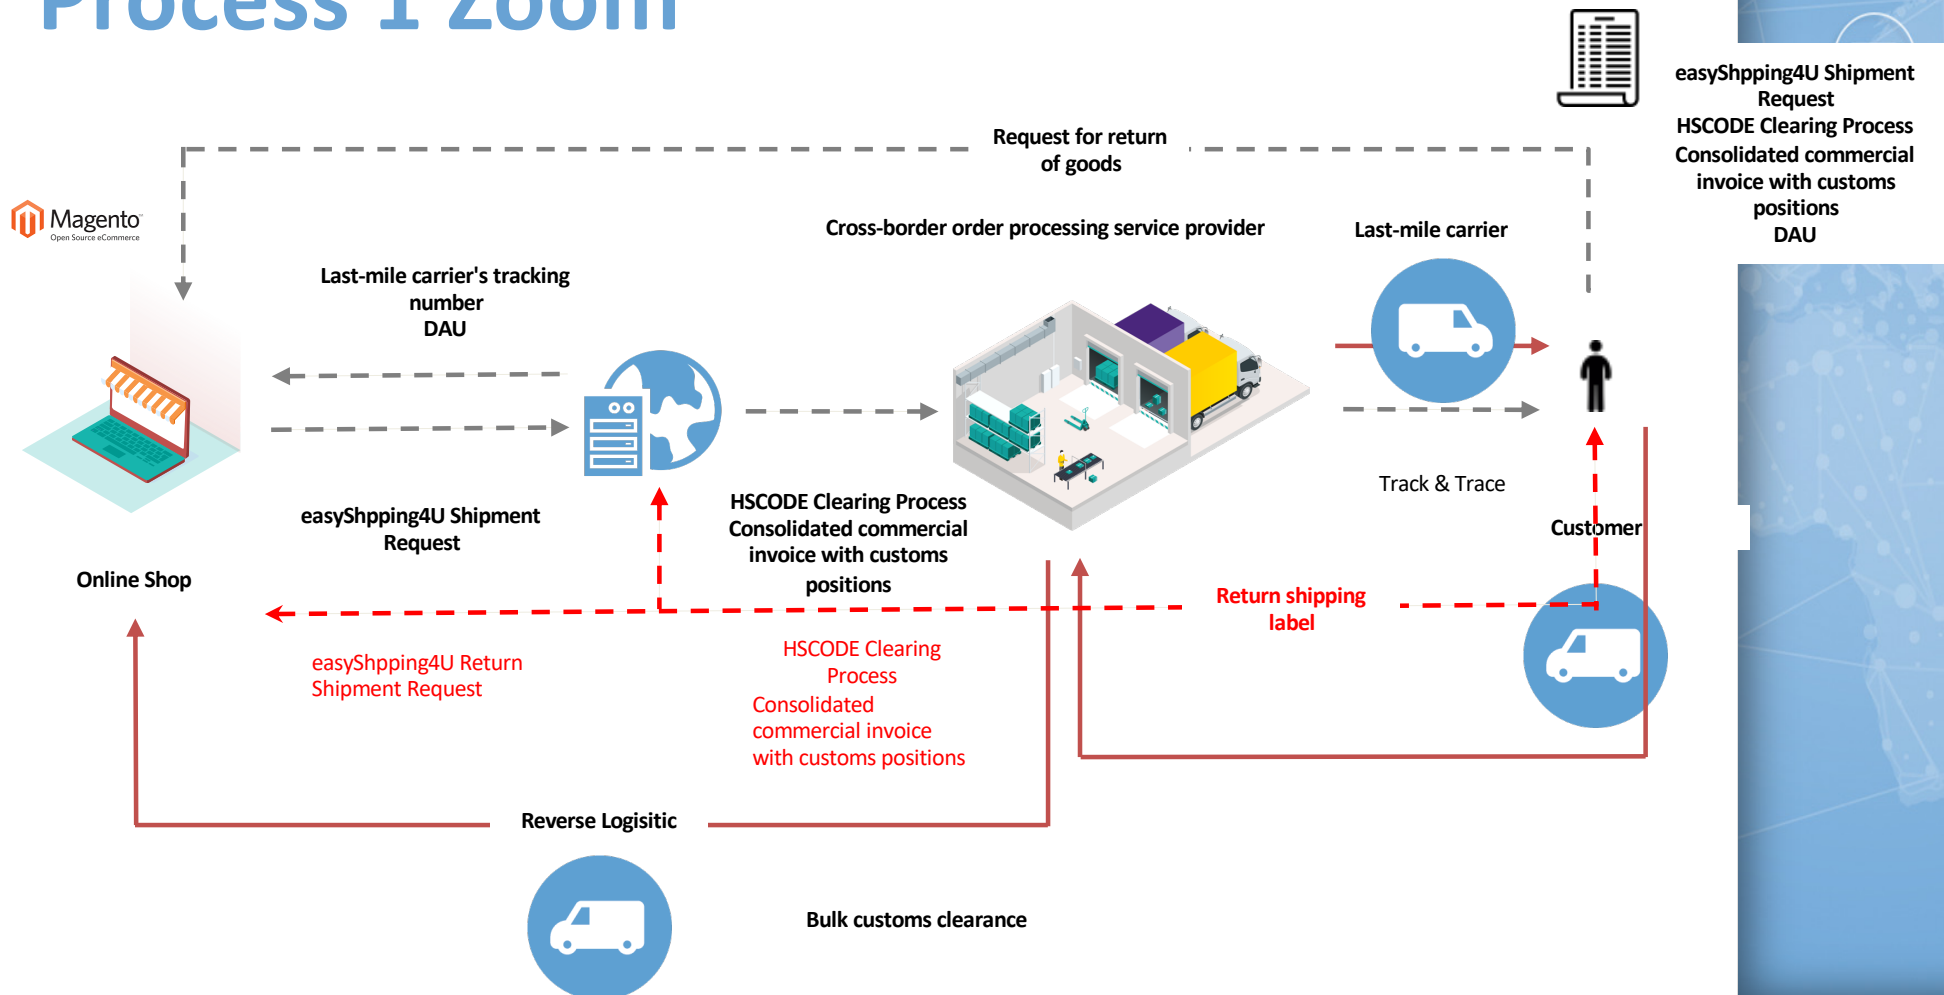 Process 1 Zoom
easyShpping4U Shipment
Request
HSCODE Clearing Process
Consolidated commercial
invoice with customs
positions
DAU
Request for return
of goods
Magento
Open Source eCommerce
Cross-border order processing service provider
Last-mile carrier
Last-mile carrier's tracking
number
DAU
Track & Trace
easyShpping4U Shipment
Request
HSCODE Clearing Process
Consolidated commercial
invoice with customs
positions
Customer
Online Shop
Return shipping
label
easyShpping4U Return
Shipment Request
HSCODE Clearing
Process
Consolidated
commercial invoice
with customs positions
Reverse Logisitic
Bulk customs clearance